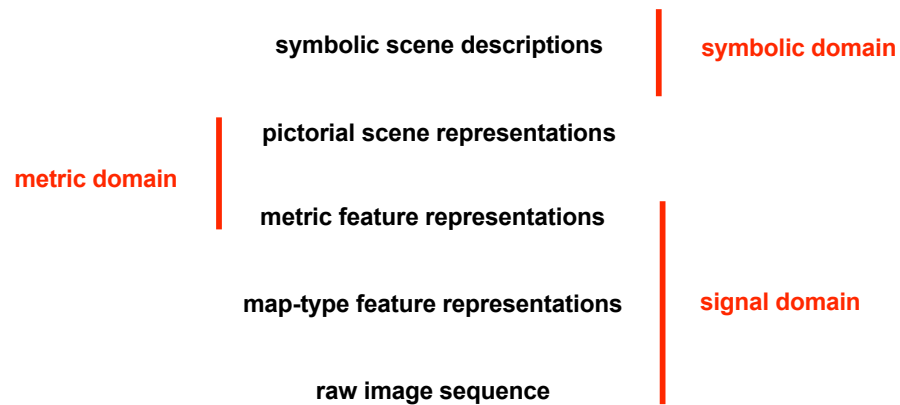 symbolic scene descriptions
symbolic domain
pictorial scene representations
metric domain
metric feature representations
map-type feature representations
signal domain
raw image sequence